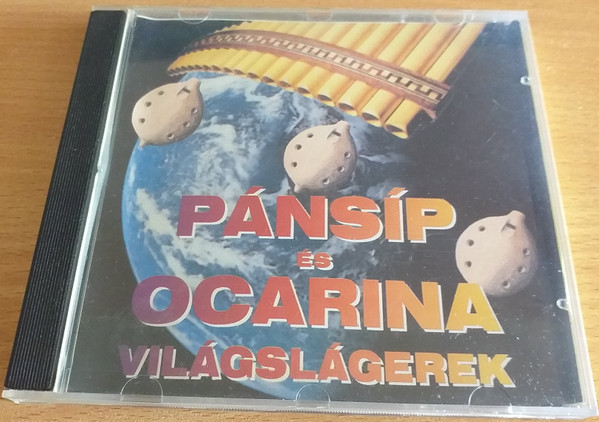 PÁNSÍP
ÉS
OCARINA
VILÁGSLÁGEREK